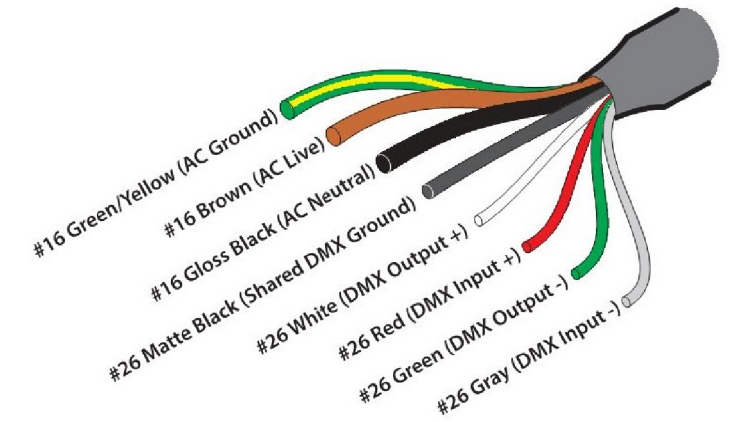 #16 Green/Yellow (AC Ground)
#16 Brown (AC Live)
#16 Gloss Black (AC Neutral)
#26 Matte Black (Shared DMX Ground)
#26 White (DMX Output +)
#26 Red (DMX Input +)
#26 Green (DMX Output -)
#26 Gray (DMX Input -)